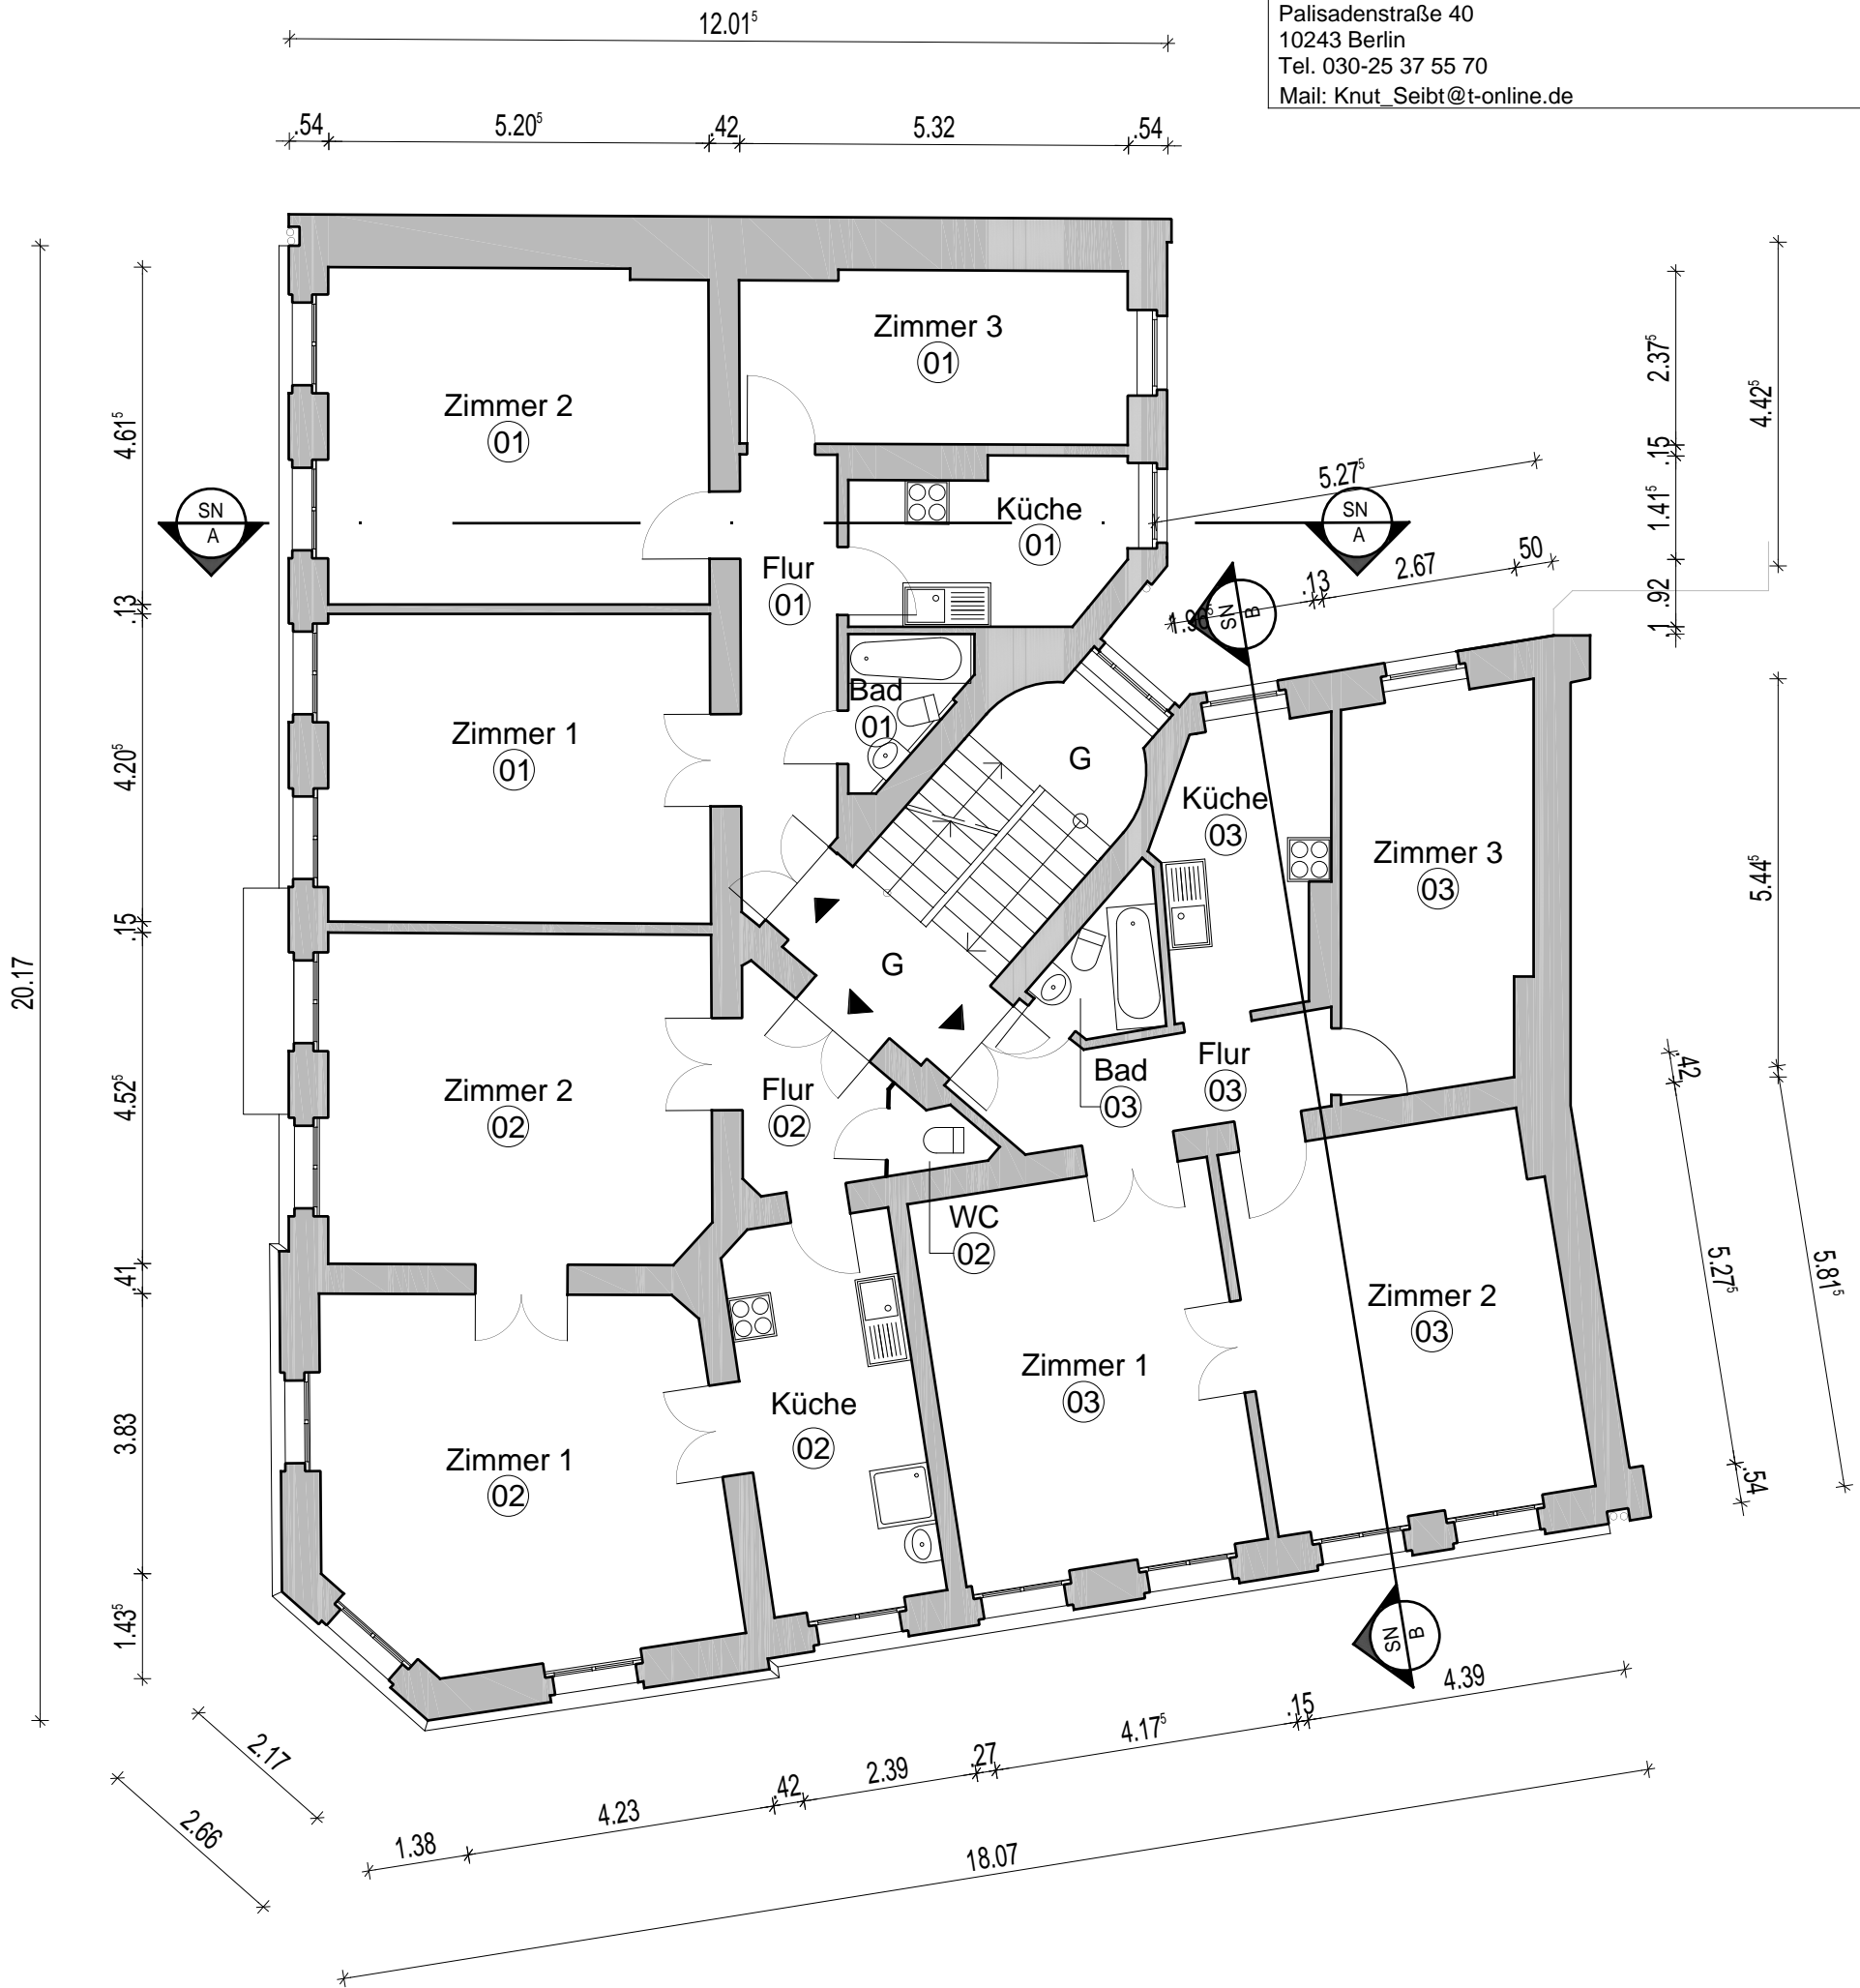 Palisadenstraße 40
10243 Berlin
Tel. 030-25 37 55 70
Mail: Knut_Seibt@t-online.de
12.01⁵
.54
5.20⁵
.42
5.32
.54
Zimmer 3
01
Zimmer 2
01
Küche
01
Flur
01
Bad
01
Zimmer 1
01
SN
A
SN
A
SN
B
SN
B
G
G
Küche
03
Zimmer 3
03
Bad
03
Flur
03
Zimmer 2
02
Flur
02
WC
02
Zimmer 1
03
Zimmer 2
03
Küche
02
Zimmer 1
02
20.17
4.61⁵
.13
4.20⁵
.15
4.52⁵
.41
3.83
1.43⁵
2.37⁵
.15
1.41⁵
.92
.1
4.42⁵
5.44⁵
5.81⁵
.42
5.27⁵
.54
5.27⁵
1.96⁵
.13
2.67
.50
2.17
2.66
1.38
4.23
.42
2.39
.27
4.17⁵
.15
4.39
18.07